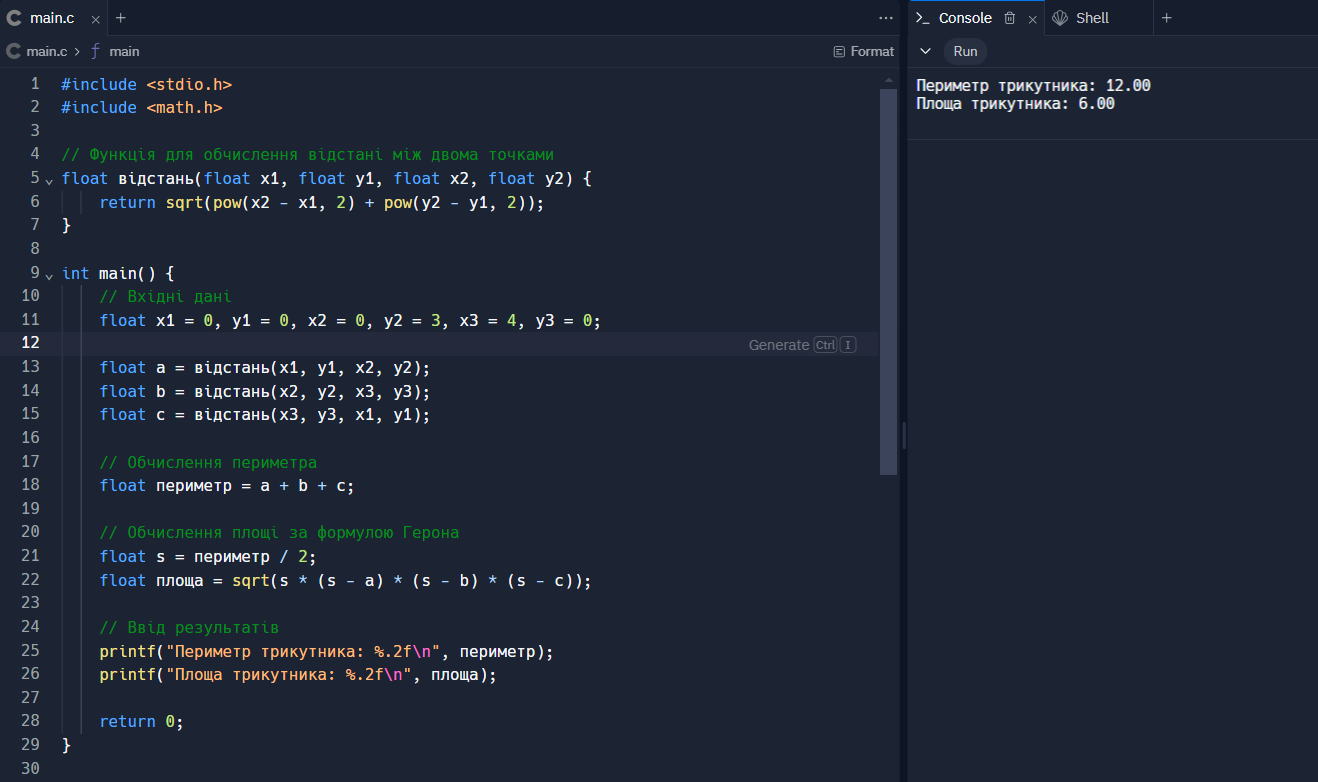 main.c
Console
Shell
main.c > main
Format
Run
1 #include <stdio.h>
2 #include <math.h>
3
4 // Функція для обчислення відстані між двома точками
5 float відстань(float x1, float y1, float x2, float y2) {
6 return sqrt(pow(x2 - x1, 2) + pow(y2 - y1, 2));
7 }
8
9 int main() {
10 // Вхідні дані
11 float x1 = 0, y1 = 0, x2 = 0, y2 = 3, x3 = 4, y3 = 0;
12 Generate Ctrl I
13 float a = відстань(x1, y1, x2, y2);
14 float b = відстань(x2, y2, x3, y3);
15 float c = відстань(x3, y3, x1, y1);
16
17 // Обчислення периметра
18 float периметр = a + b + c;
19
20 // Обчислення площі за формулою Герона
21 float s = периметр / 2;
22 float площа = sqrt(s * (s - a) * (s - b) * (s - c));
23
24 // Ввід результатів
25 printf("Периметр трикутника: %.2f\n", периметр);
26 printf("Площа трикутника: %.2f\n", площа);
27
28 return 0;
29 }
30
Периметр трикутника: 12.00
Площа трикутника: 6.00